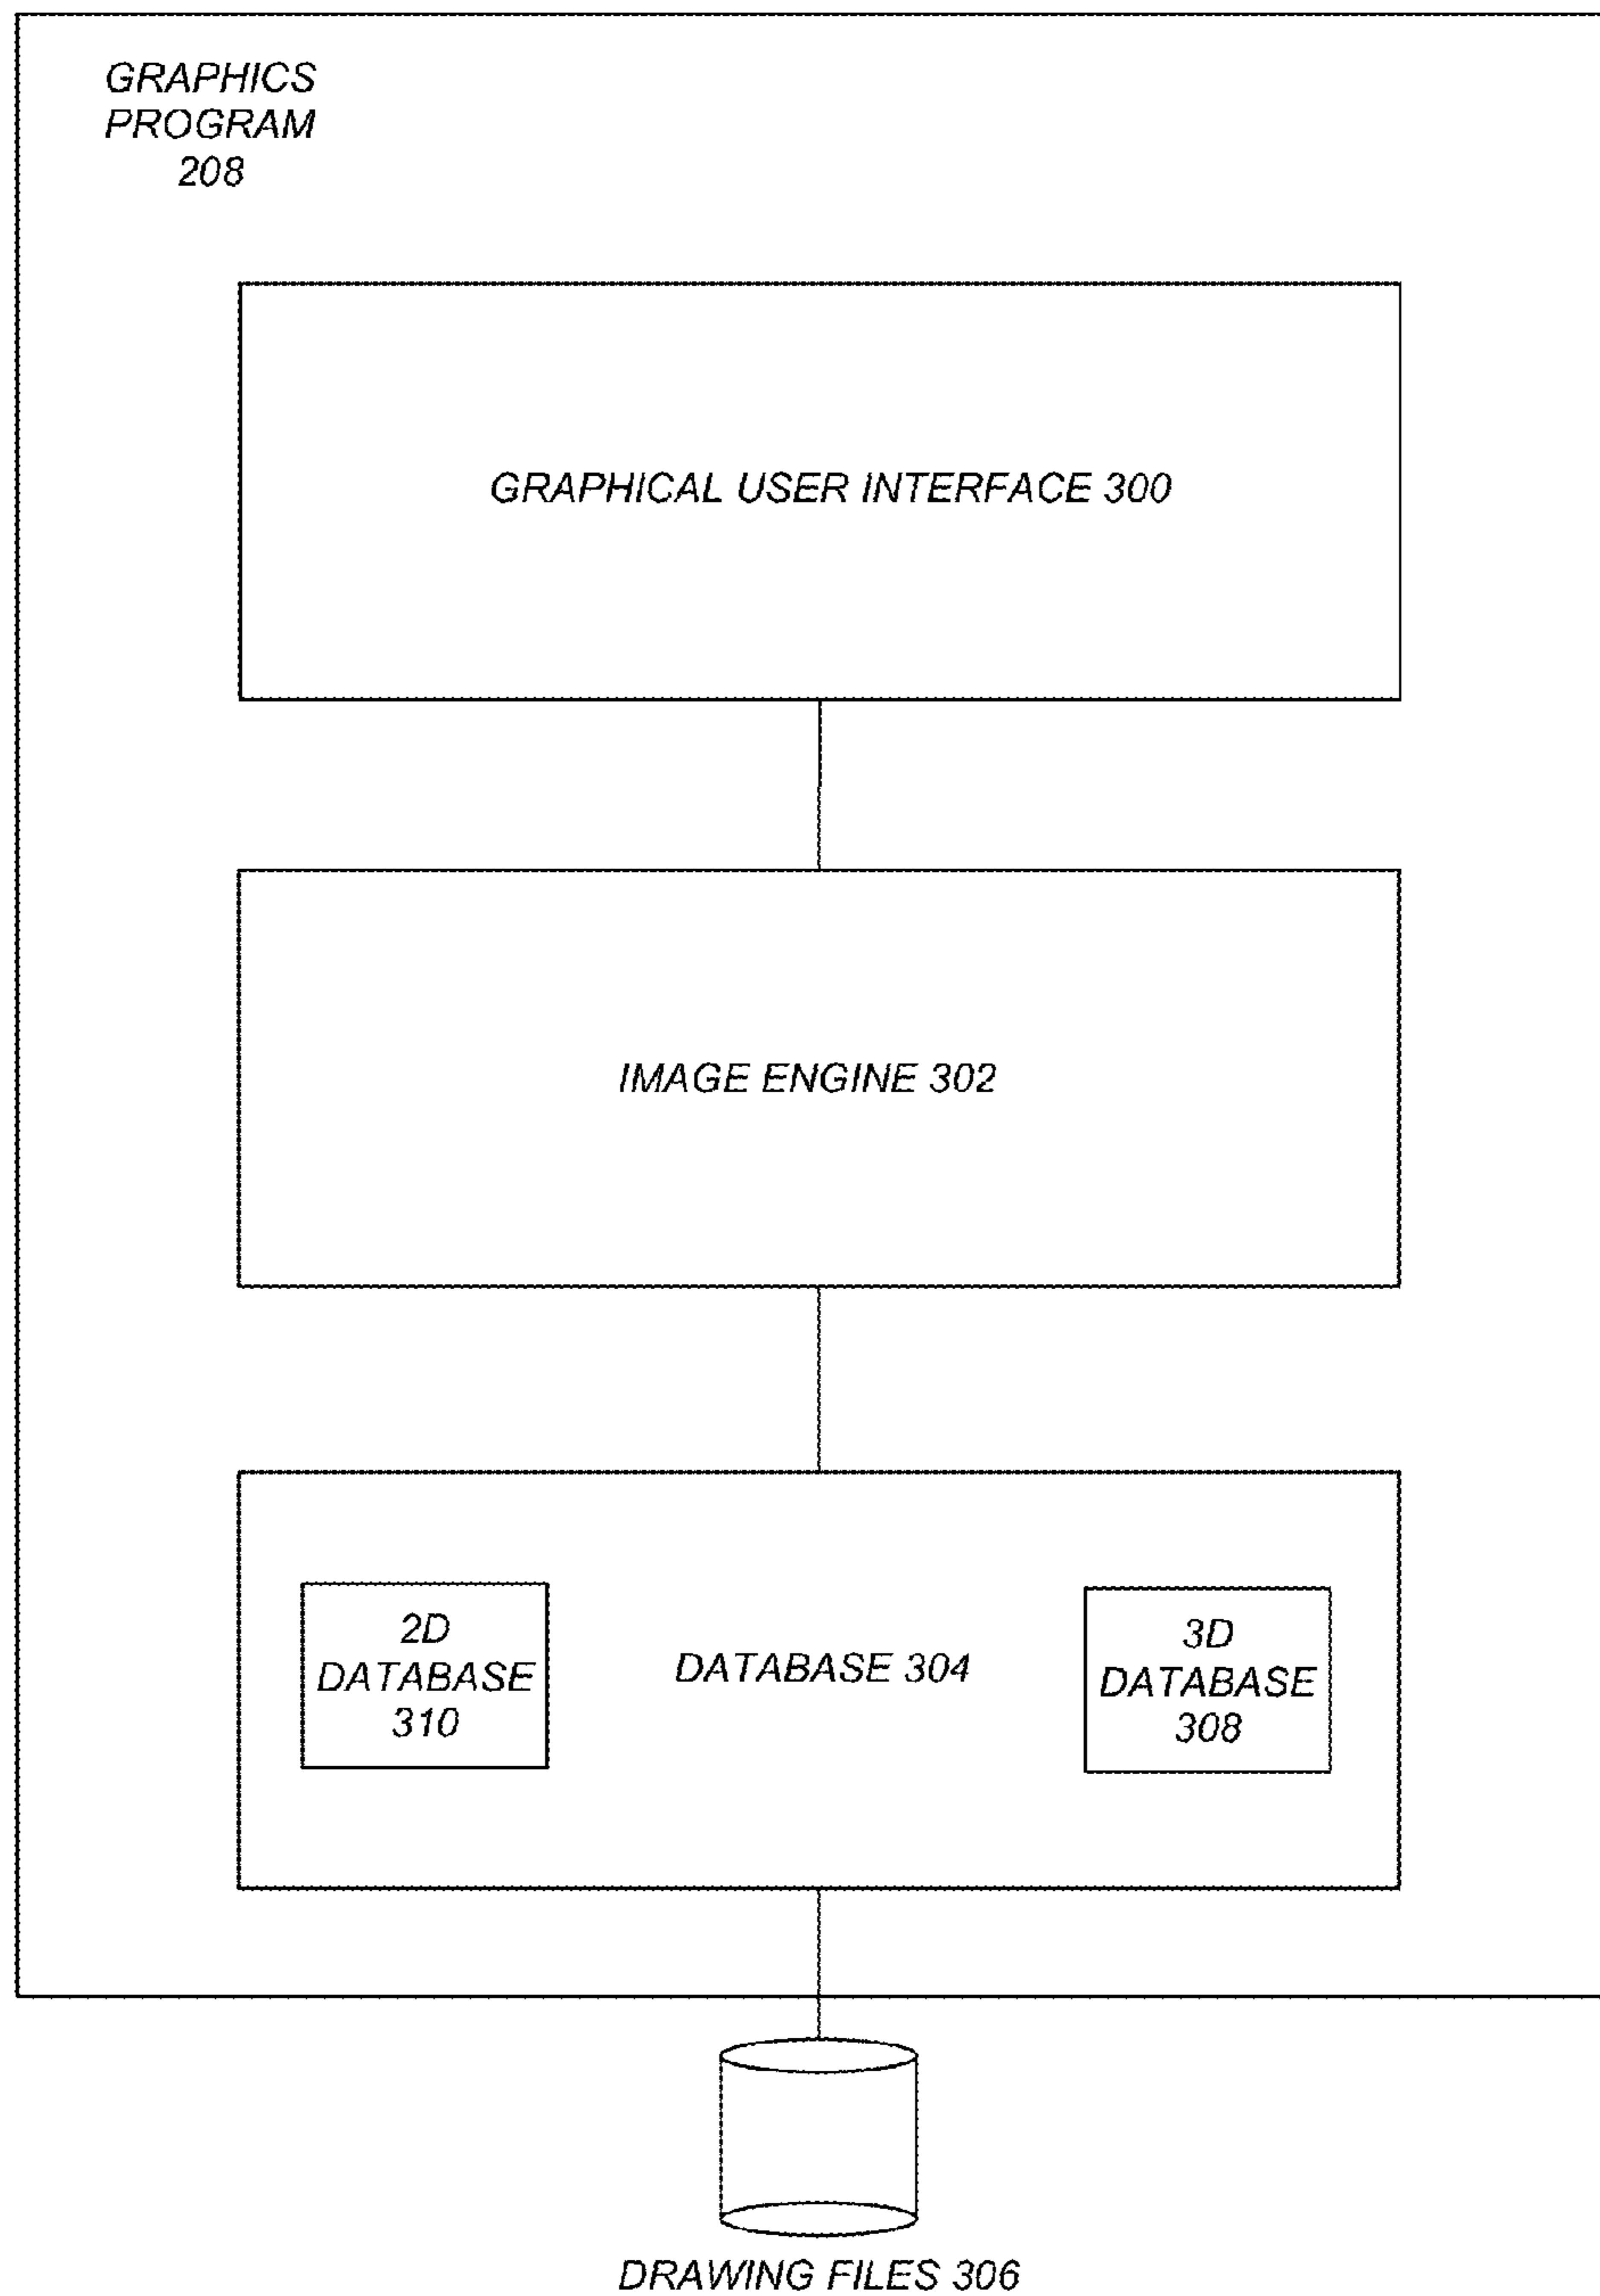 GRAPHICS
PROGRAM
208
GRAPHICAL USER INTERFACE 300
IMAGE ENGINE 302
2D
DATABASE
310
DATABASE 304
3D
DATABASE
308
DRAWING FILES 306